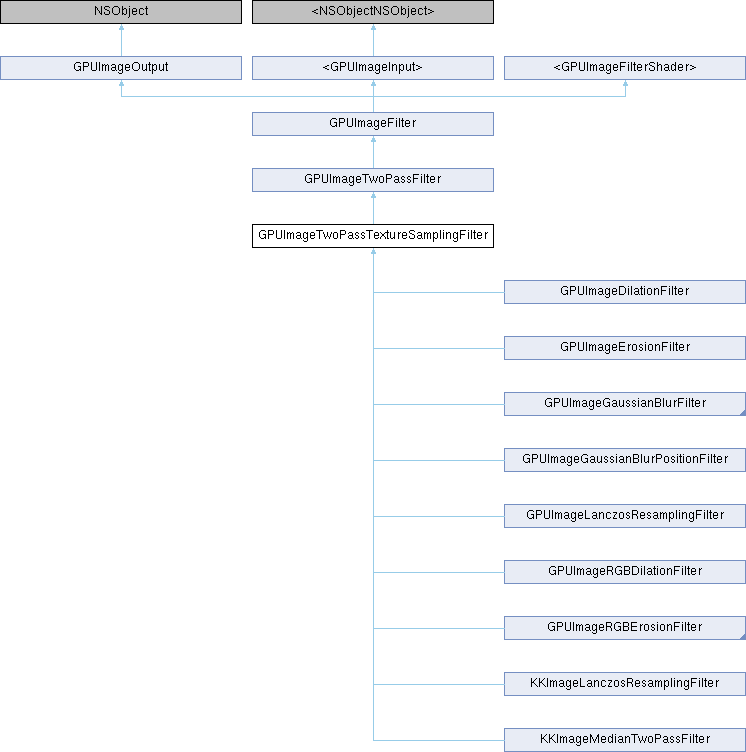 NSObject
<NSObjectNSObject>
GPUImageOutput
<GPUImageInput>
<GPUImageFilterShader>
GPUImageFilter
GPUImageTwoPassFilter
GPUImageTwoPassTextureSamplingFilter
GPUImageDilationFilter
GPUImageErosionFilter
GPUImageGaussianBlurFilter
GPUImageGaussianBlurPositionFilter
GPUImageLanczosResamplingFilter
GPUImageRGBDilationFilter
GPUImageRGBErosionFilter
KKImageLanczosResamplingFilter
KKImageMedianTwoPassFilter